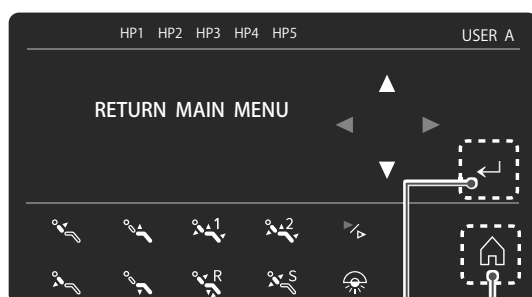 HP1 HP2 HP3 HP4 HP5 USER A
RETURN MAIN MENU
1 2
R S